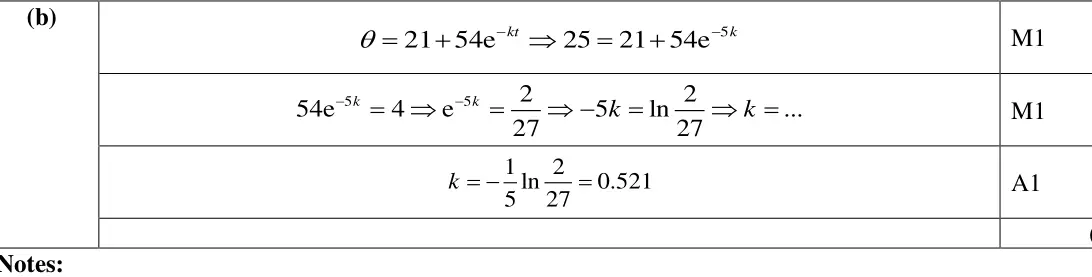 (b)
θ = 21 + 54e^{-kt} ⇒ 25 = 21 + 54e^{-5k} M1
54e^{-5k} = 4 ⇒ e^{-5k} = 2/27 ⇒ -5k = ln 2/27 ⇒ k = ... M1
k = -1/5 ln 2/27 = 0.521 A1
(
Notes: